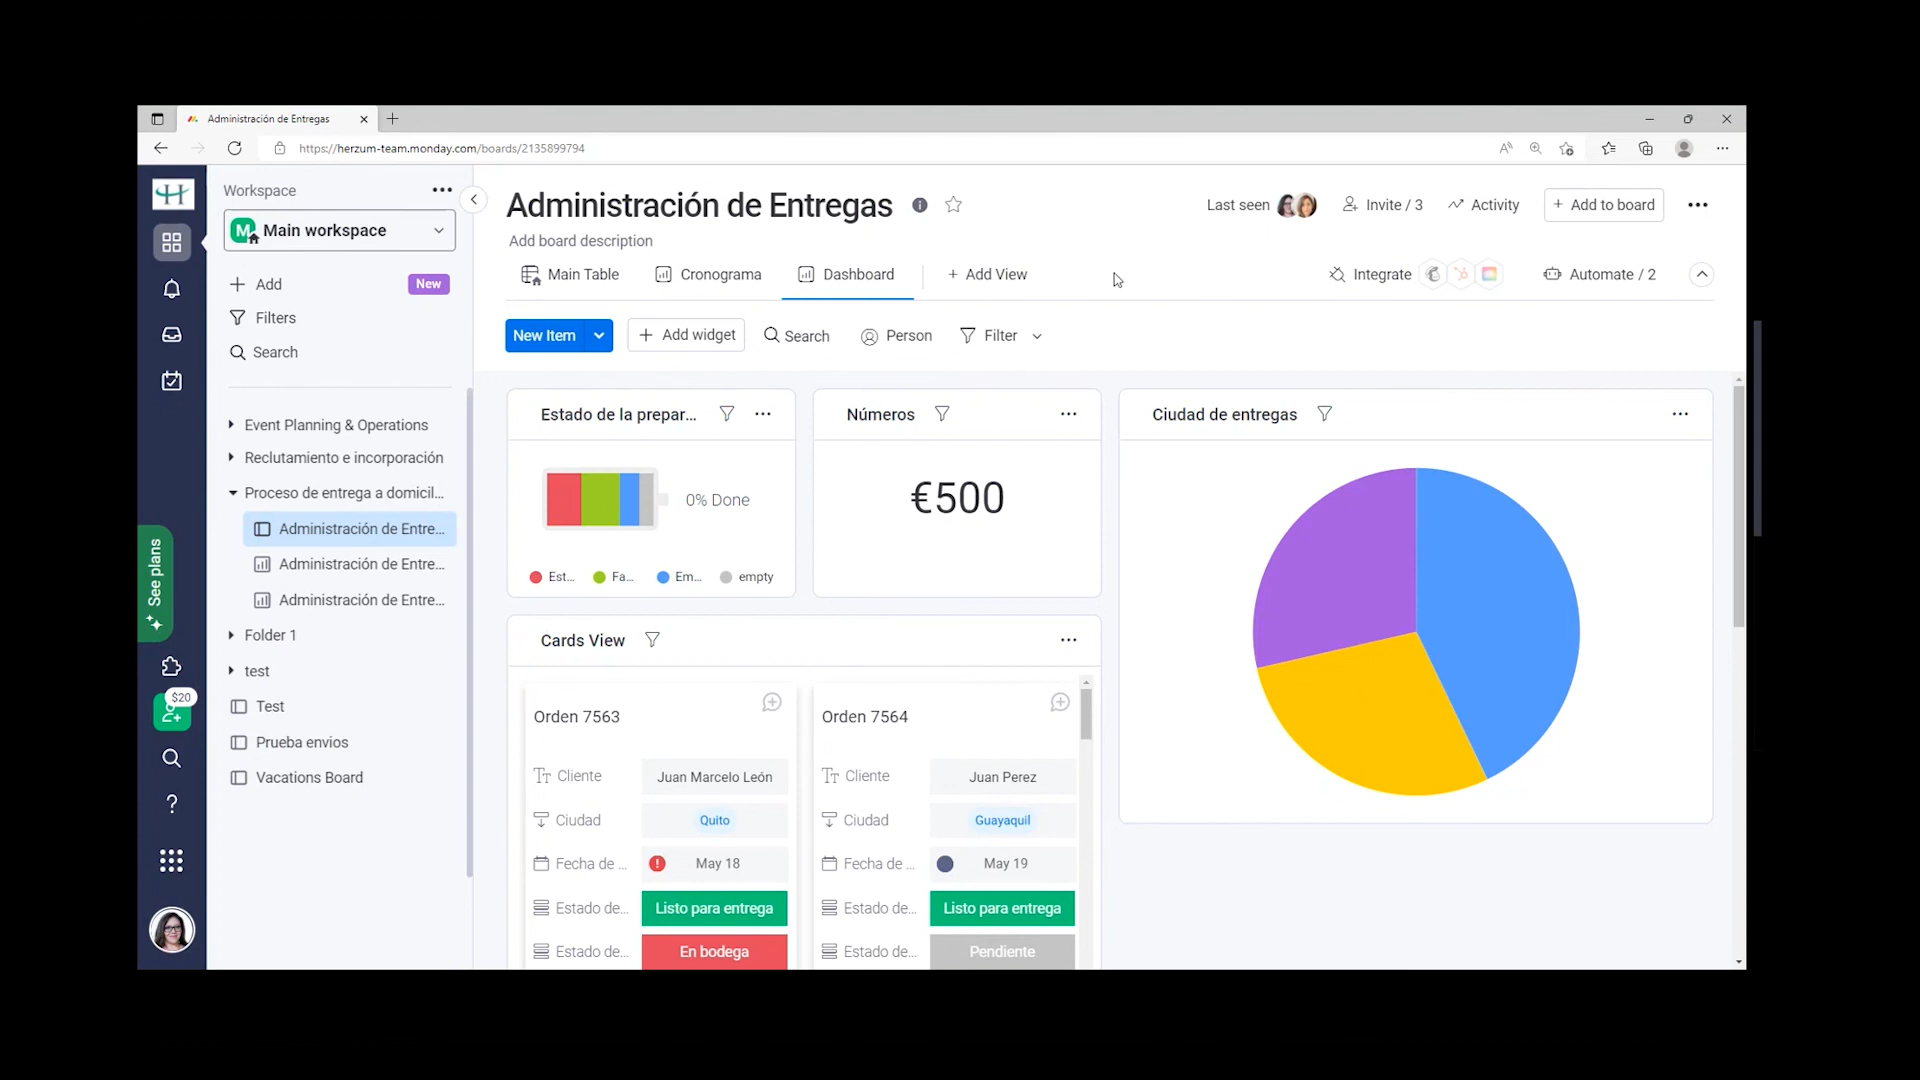 Administración de Entregas
https://herzum-team.monday.com/boards/2135899794
Workspace
M Main workspace
Add New
Filters
Search
Event Planning & Operations
Reclutamiento e incorporación
Proceso de entrega a domicil...
Administración de Entre...
Administración de Entre...
Administración de Entre...
Folder 1
test
Test
Prueba envios
Vacations Board
See plans
$20
Administración de Entregas
Last seen Invite / 3 Activity + Add to board
Add board description
Main Table Cronograma Dashboard + Add View Integrate Automate / 2
New Item + Add widget Search Person Filter
Estado de la prepar...
0% Done
Est... Fa... Em... empty
Números
€500
Ciudad de entregas
Cards View
Orden 7563
Cliente Juan Marcelo León
Ciudad Quito
Fecha de ... May 18
Estado de... Listo para entrega
Estado de... En bodega
Orden 7564
Cliente Juan Perez
Ciudad Guayaquil
Fecha de ... May 19
Estado de... Listo para entrega
Estado de... Pendiente